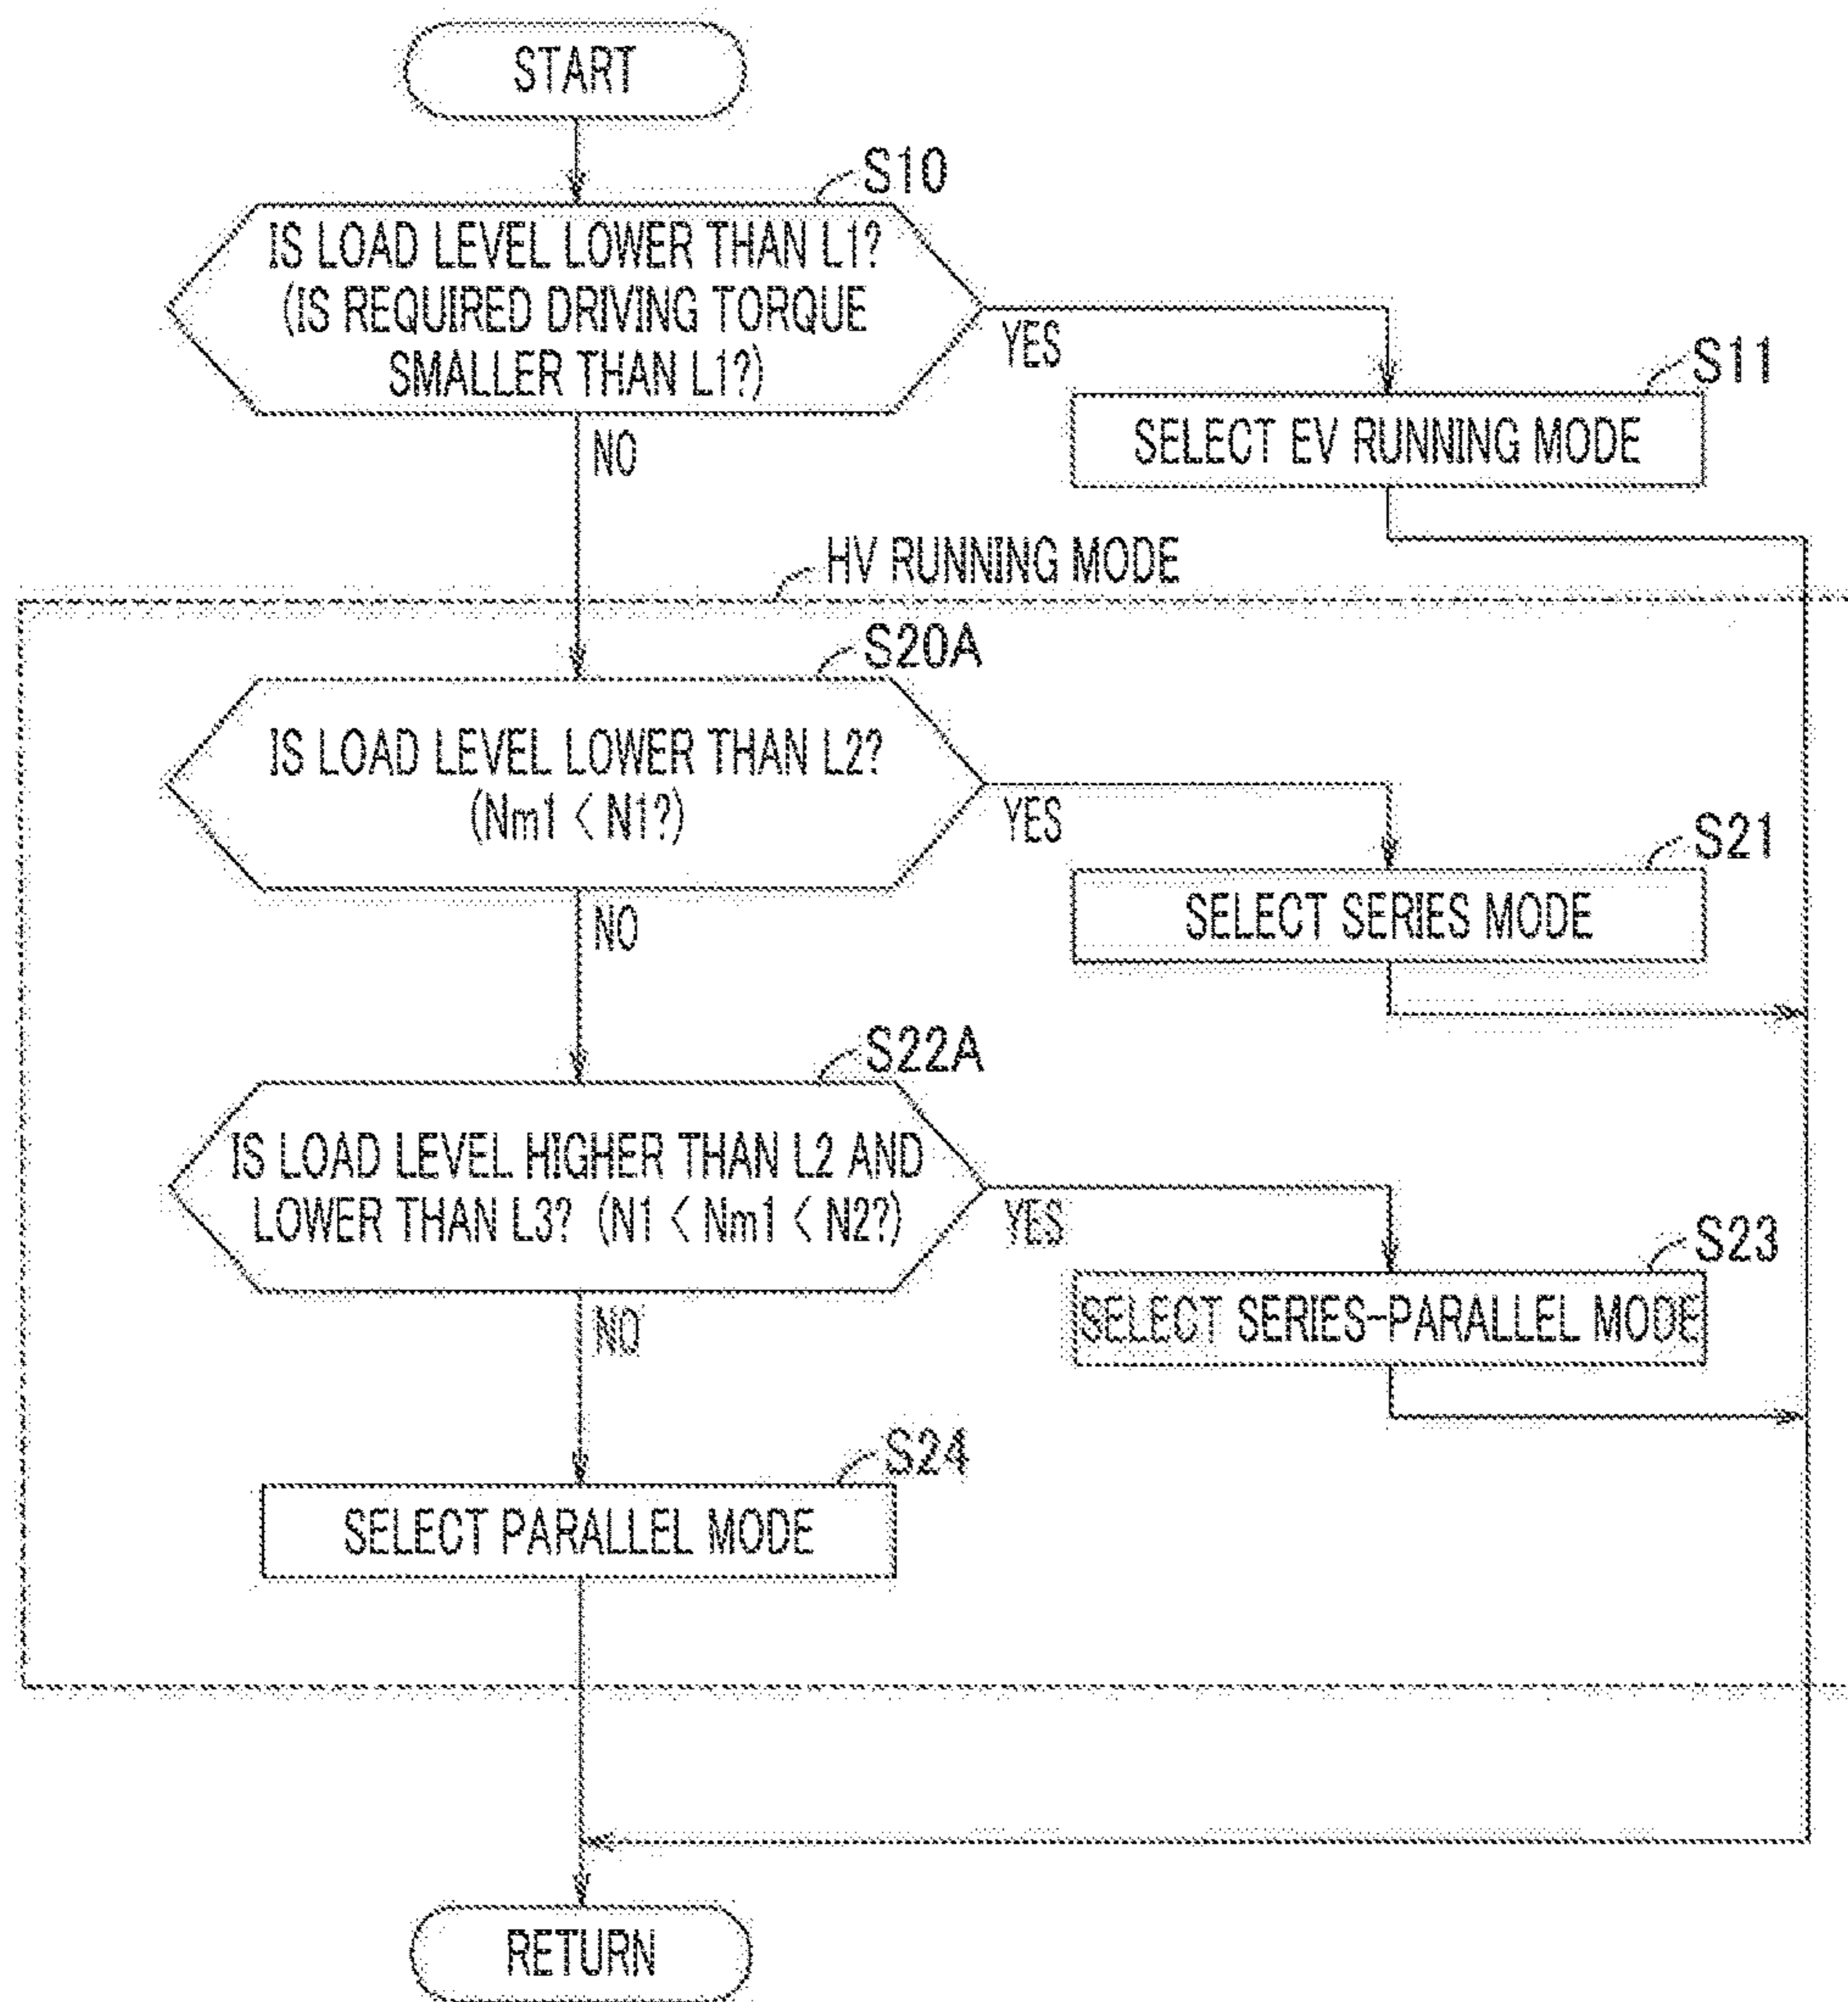 START
S10
IS LOAD LEVEL LOWER THAN L1?
(IS REQUIRED DRIVING TORQUE
SMALLER THAN L1?)
YES
S11
SELECT EV RUNNING MODE
NO
HV RUNNING MODE
S20A
IS LOAD LEVEL LOWER THAN L2?
(Nm1 < N1?)
YES
S21
SELECT SERIES MODE
NO
S22A
IS LOAD LEVEL HIGHER THAN L2 AND
LOWER THAN L3? (N1 < Nm1 < N2?)
YES
S23
SELECT SERIES-PARALLEL MODE
NO
S24
SELECT PARALLEL MODE
RETURN